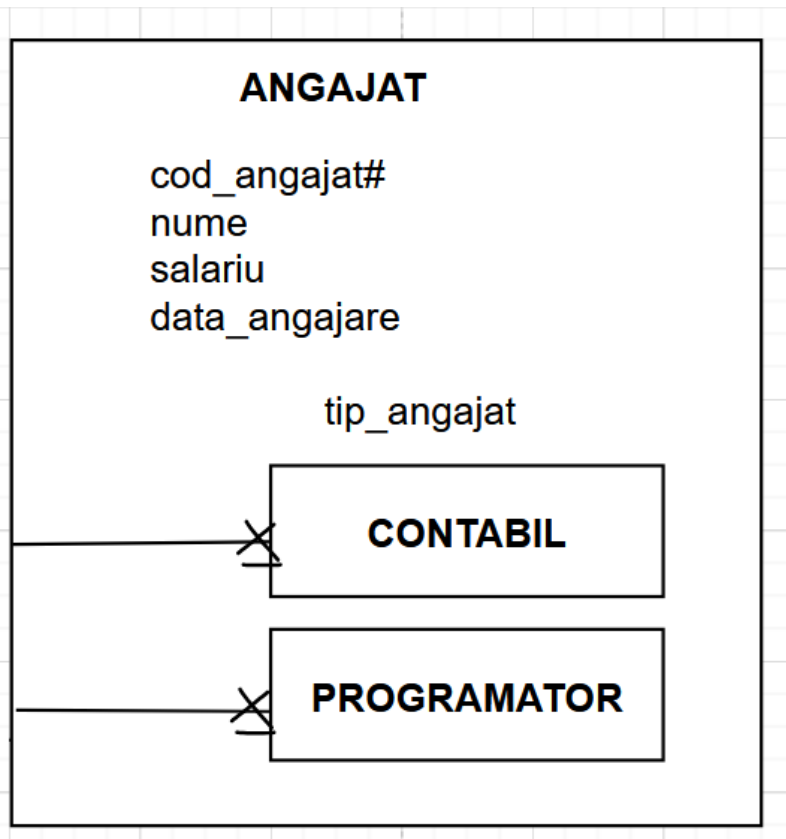 ANGAJAT
cod_angajat#
nume
salariu
data_angajare
tip_angajat
CONTABIL
PROGRAMATOR